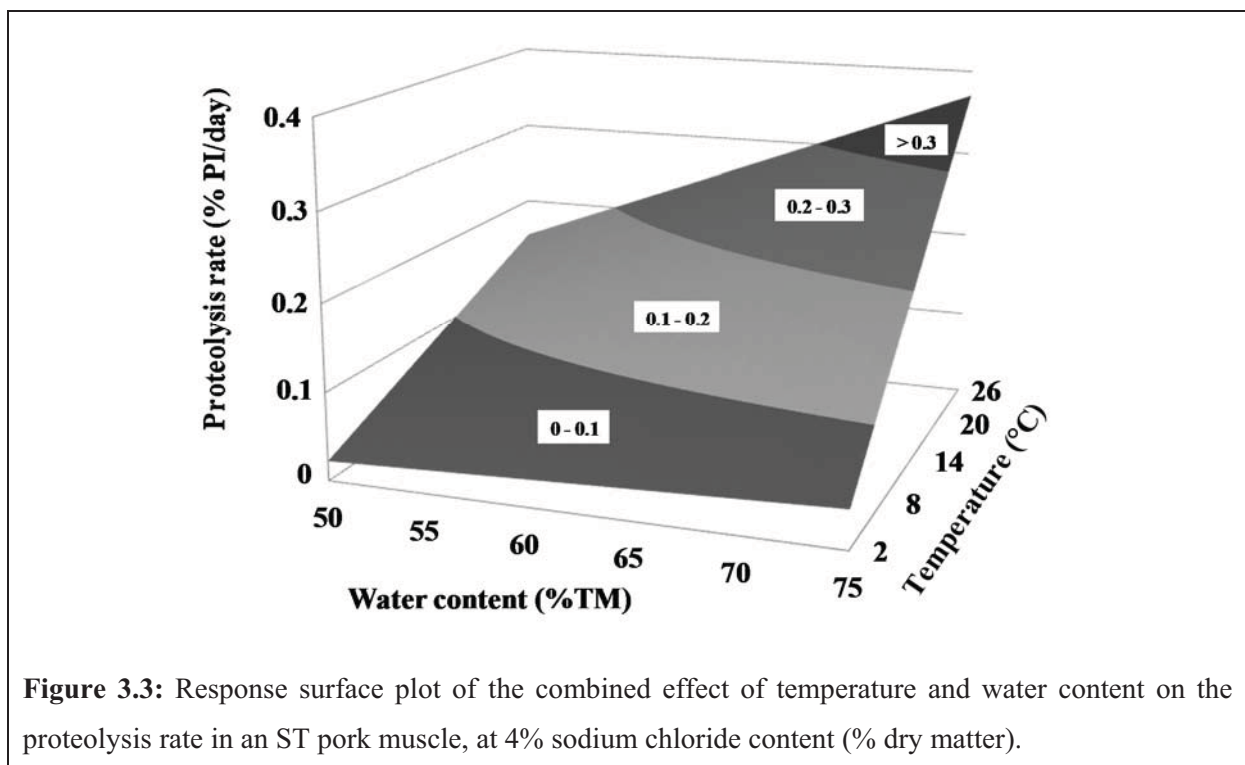 0.4
0.3
0.2
0.1
0
Proteolysis rate (% PI/day)
> 0.3
0.2 - 0.3
0.1 - 0.2
0 - 0.1
50
55
60
65
70
75
Water content (%TM)
26
20
14
8
2
Temperature (°C)
Figure 3.3: Response surface plot of the combined effect of temperature and water content on the
proteolysis rate in an ST pork muscle, at 4% sodium chloride content (% dry matter).